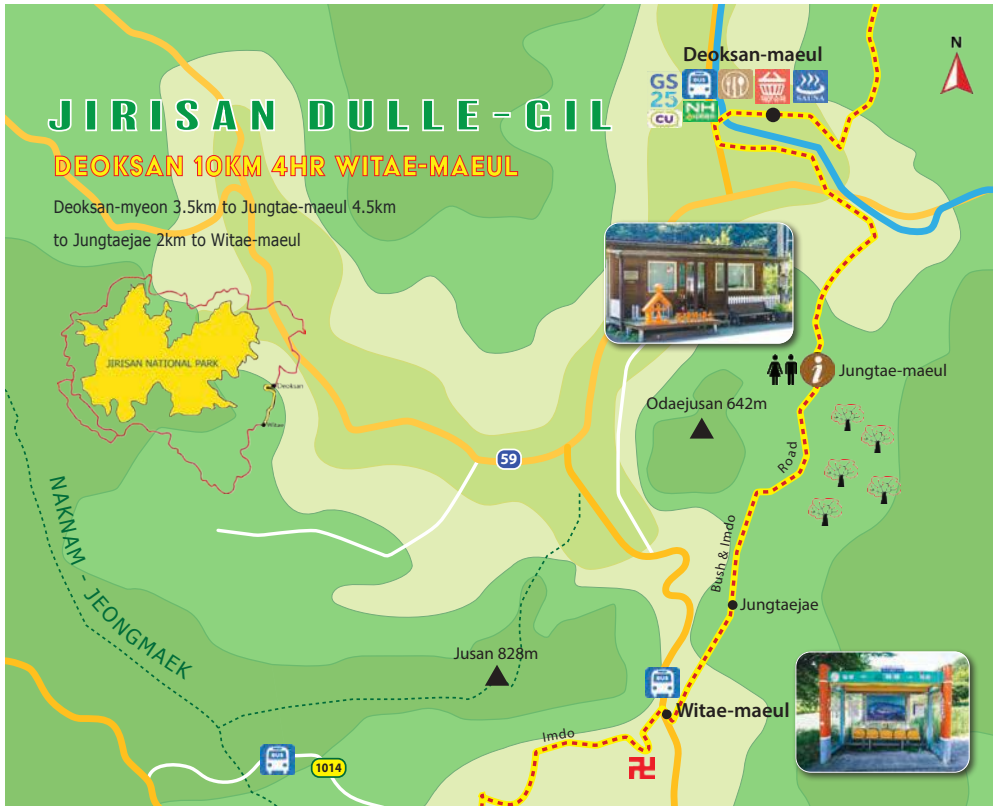 JIRISAN DULLE-GIL
DEOKSAN 10KM 4HR WITAE-MAEUL
Deoksan-myeon 3.5km to Jungtae-maeul 4.5km
to Jungtaejae 2km to Witae-maeul
Deoksan-maeul
GS
25
CU
BUS
NH
SAUNA
N
JIRISAN NATIONAL PARK
Deoksan
Witae
i
Jungtae-maeul
Odaejusan 642m
59
Road
Bush & Imdo
Jungtaejae
NAKNAM - JEONGMAEK
Jusan 828m
BUS
Witae-maeul
Imdo
卍
BUS
1014